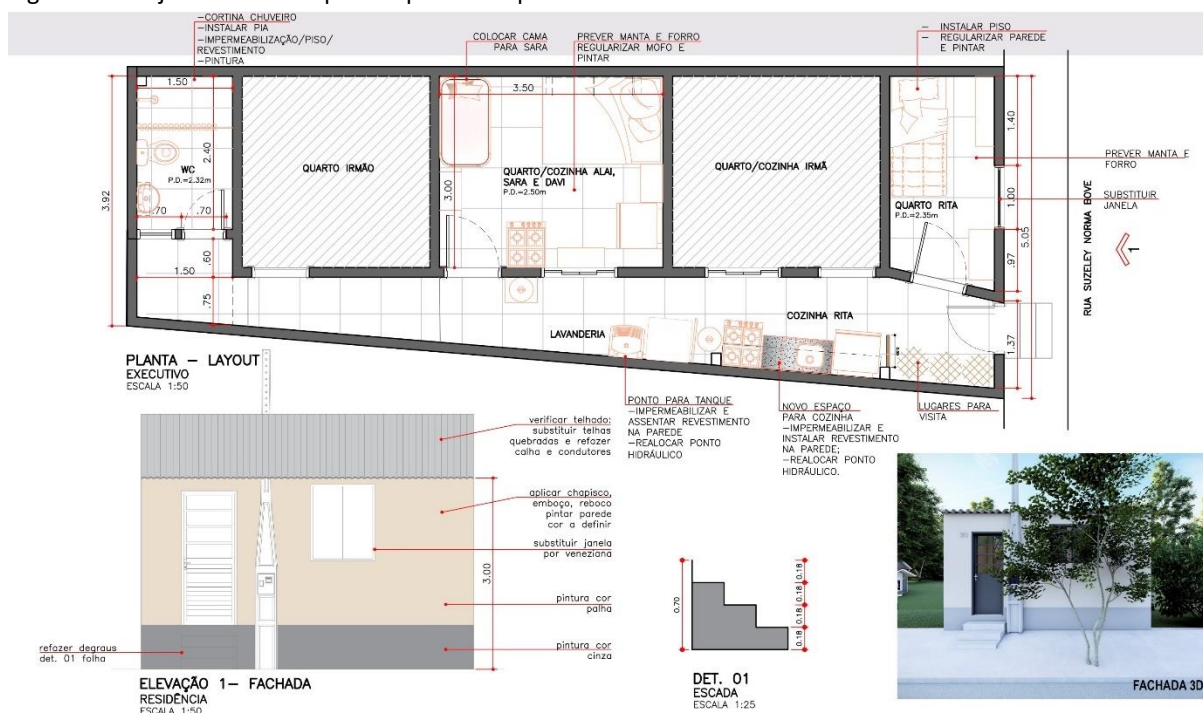 –CORTINA CHUVEIRO
–INSTALAR PIA
–IMPERMEABILIZAÇÃO/PISO/
REVESTIMENTO
–PINTURA
COLOCAR CAMA
PARA SARA
PREVER MANTA E FORRO
REGULARIZAR MOFO E
PINTAR
– INSTALAR PISO
– REGULARIZAR PAREDE
E PINTAR
1.50
3.50
2.40
3.00
3.92
1.40
1.00
5.05
.97
1.37
WC
P.D.=2.32m
.70
.70
.60
1.50
.75
QUARTO IRMÃO
QUARTO/COZINHA ALAI,
SARA E DAVI
P.D.=2.50m
QUARTO/COZINHA IRMÃ
QUARTO RITA
P.D.=2.35m
PREVER MANTA E
FORRO
SUBSTITUIR
JANELA
RUA SUZELEY NORMA BOVE
1
LAVANDERIA
COZINHA RITA
PLANTA – LAYOUT
EXECUTIVO
ESCALA 1:50
PONTO PARA TANQUE
–IMPERMEABILIZAR E
ASSENTAR REVESTIMENTO
NA PAREDE
–REALOCAR PONTO
HIDRÁULICO
NOVO ESPAÇO
PARA COZINHA
–IMPERMEABILIZAR E
INSTALAR REVESTIMENTO
NA PAREDE;
–REALOCAR PONTO
HIDRÁULICO.
LUGARES PARA
VISITA
verificar telhado:
substituir telhas
quebradas e refazer
calha e condutores
aplicar chapisco,
emboço, reboco
pintar parede
cor a definir
substituir janela
por veneziana
3.00
pintura cor
palha
pintura cor
cinza
refazer degraus
det. 01 folha
ELEVAÇÃO 1– FACHADA
RESIDÊNCIA
ESCALA 1:50
0.70
0.18
0.18
0.18
0.18
DET. 01
ESCADA
ESCALA 1:25
FACHADA 3D